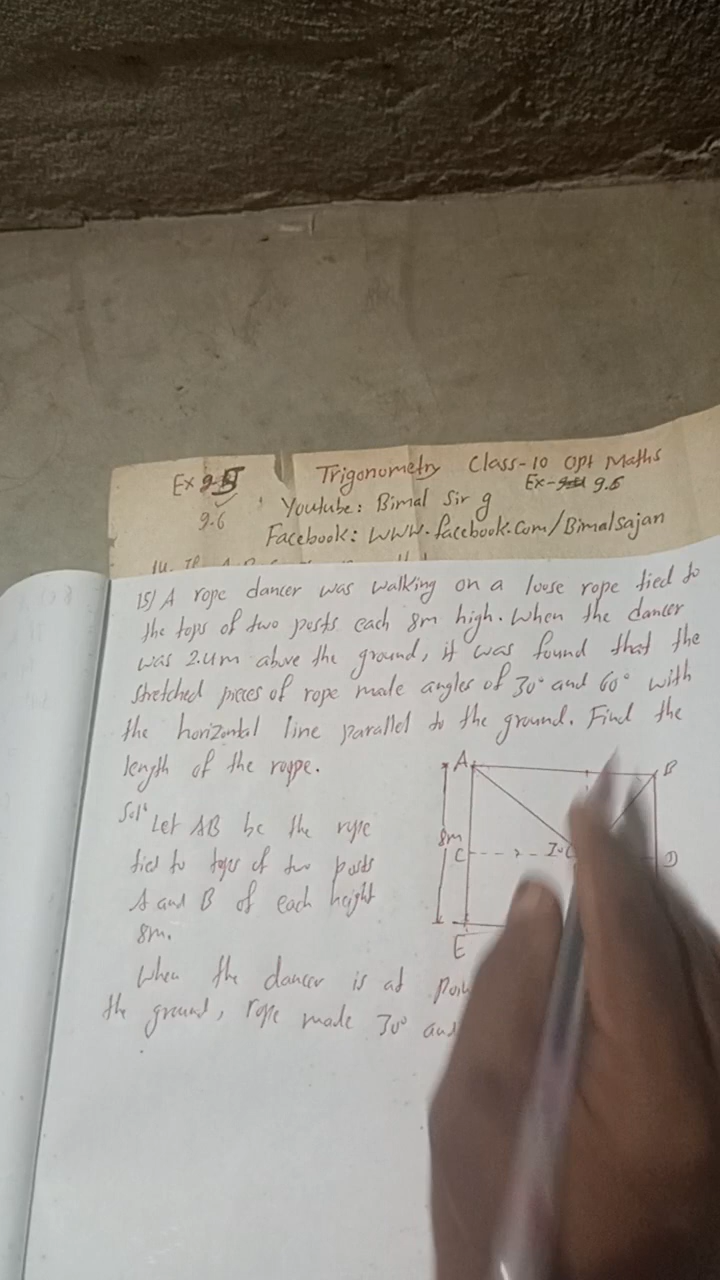 Ex 9.5
9.6
Trigonometry Class-10 Opt Maths
Ex- 9.5
Youtube: Bimal Sir g
Facebook: WWW.facebook.Com/Bimalsajan
15) A rope dancer was walking on a loose rope tied to
the tops of two posts each 8m high. When the dancer
was 2.4m above the ground, it was found that the
stretched pieces of rope made angles of 30° and 60° with
the horizontal line parallel to the ground. Find the
length of the roppe.
A B
Solⁿ Let AB be the rope
8m
tied to tops of two posts
C D
A and B of each height
8m.
E
When the dancer is at
the ground, rope made 30° and